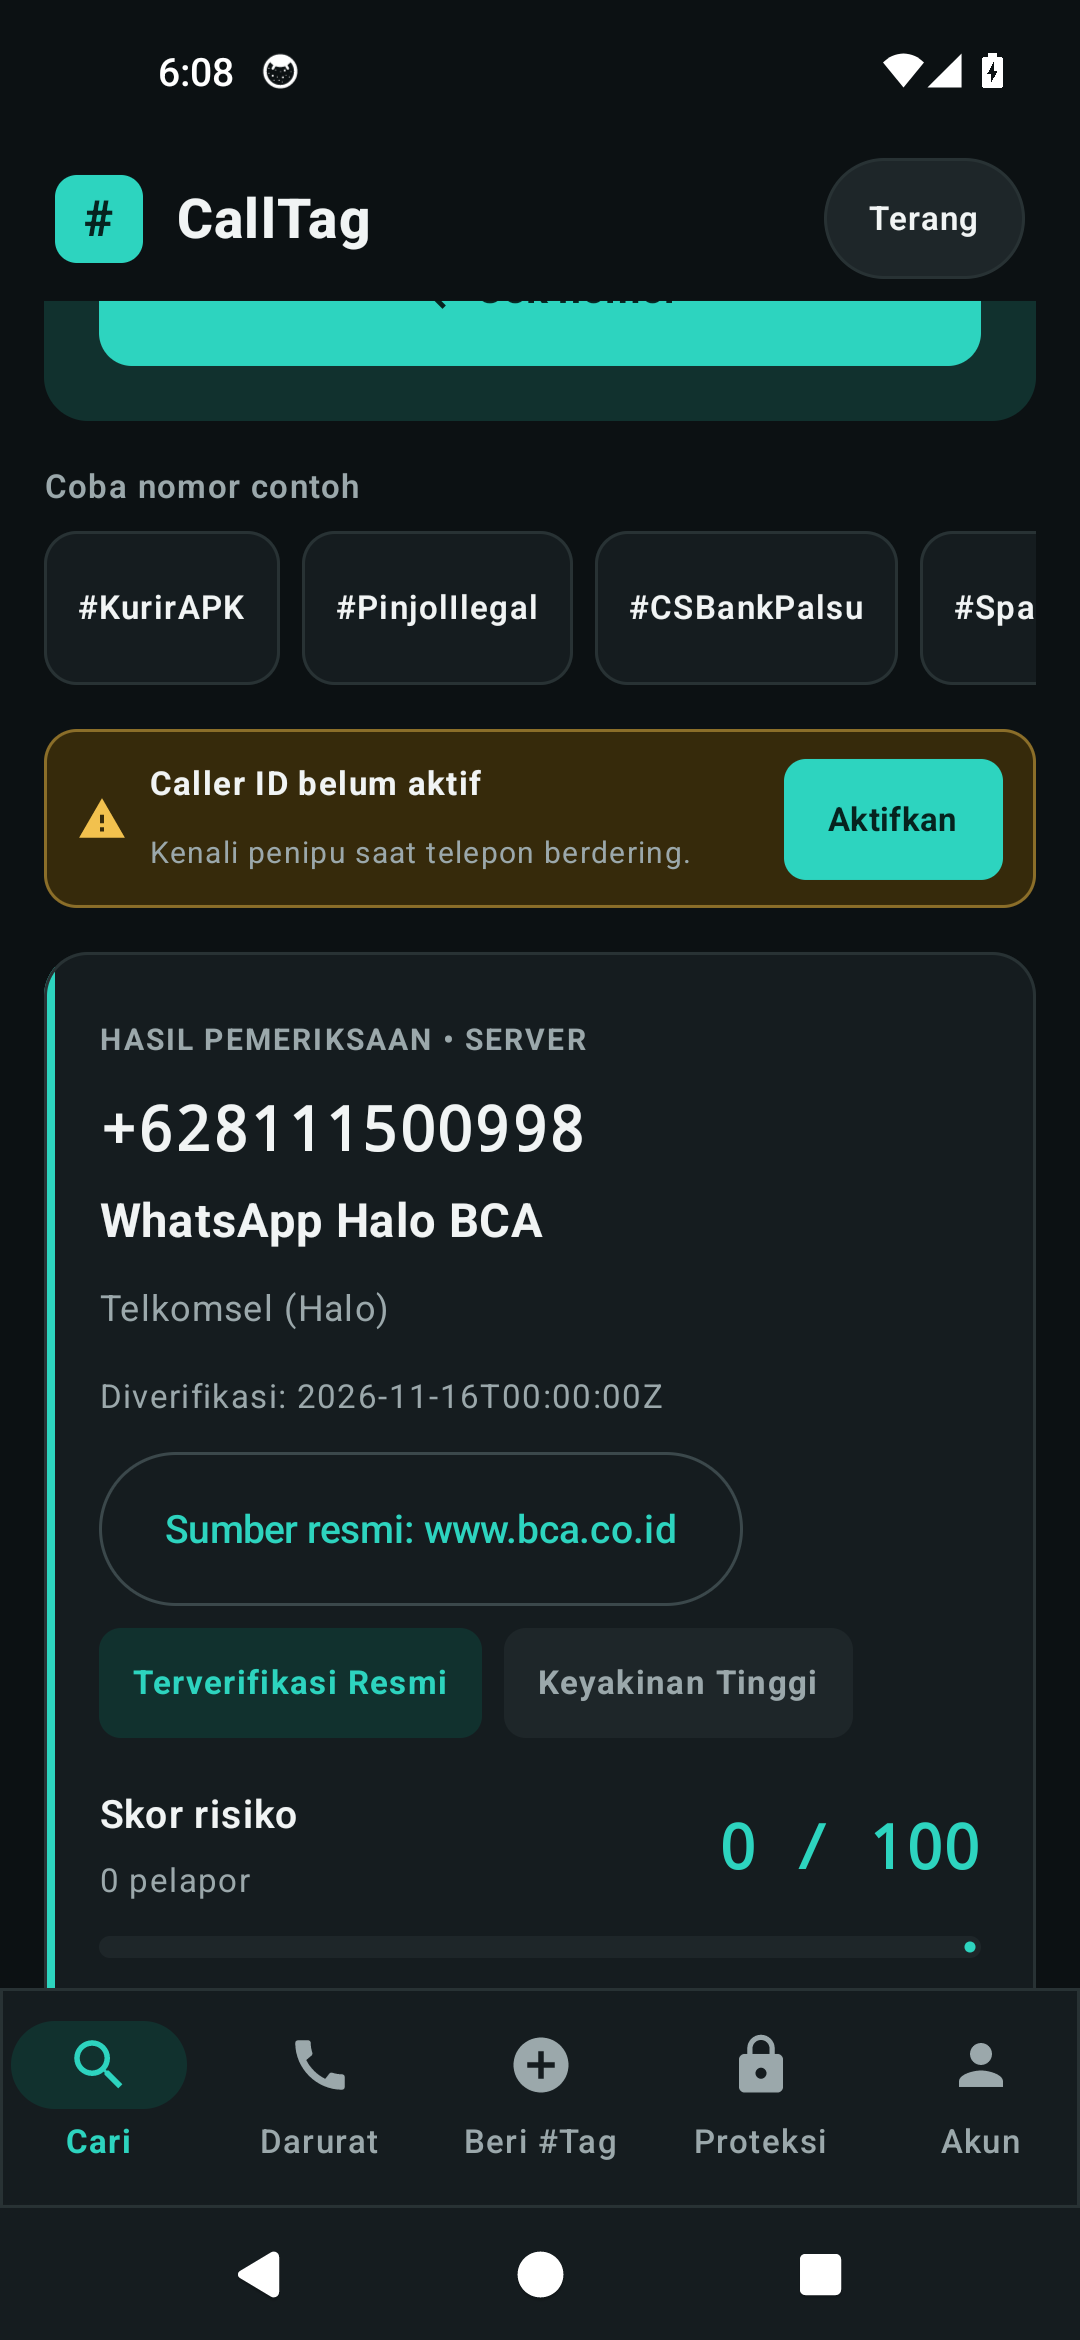 6:08
#
CallTag
Terang
Coba nomor contoh
#KurirAPK
#PinjolIlegal
#CSBankPalsu
#Spa
Caller ID belum aktif
Kenali penipu saat telepon berdering.
Aktifkan
HASIL PEMERIKSAAN • SERVER
+628111500998
WhatsApp Halo BCA
Telkomsel (Halo)
Diverifikasi: 2026-11-16T00:00:00Z
Sumber resmi: www.bca.co.id
Terverifikasi Resmi
Keyakinan Tinggi
Skor risiko
0 / 100
0 pelapor
Cari
Darurat
Beri #Tag
Proteksi
Akun